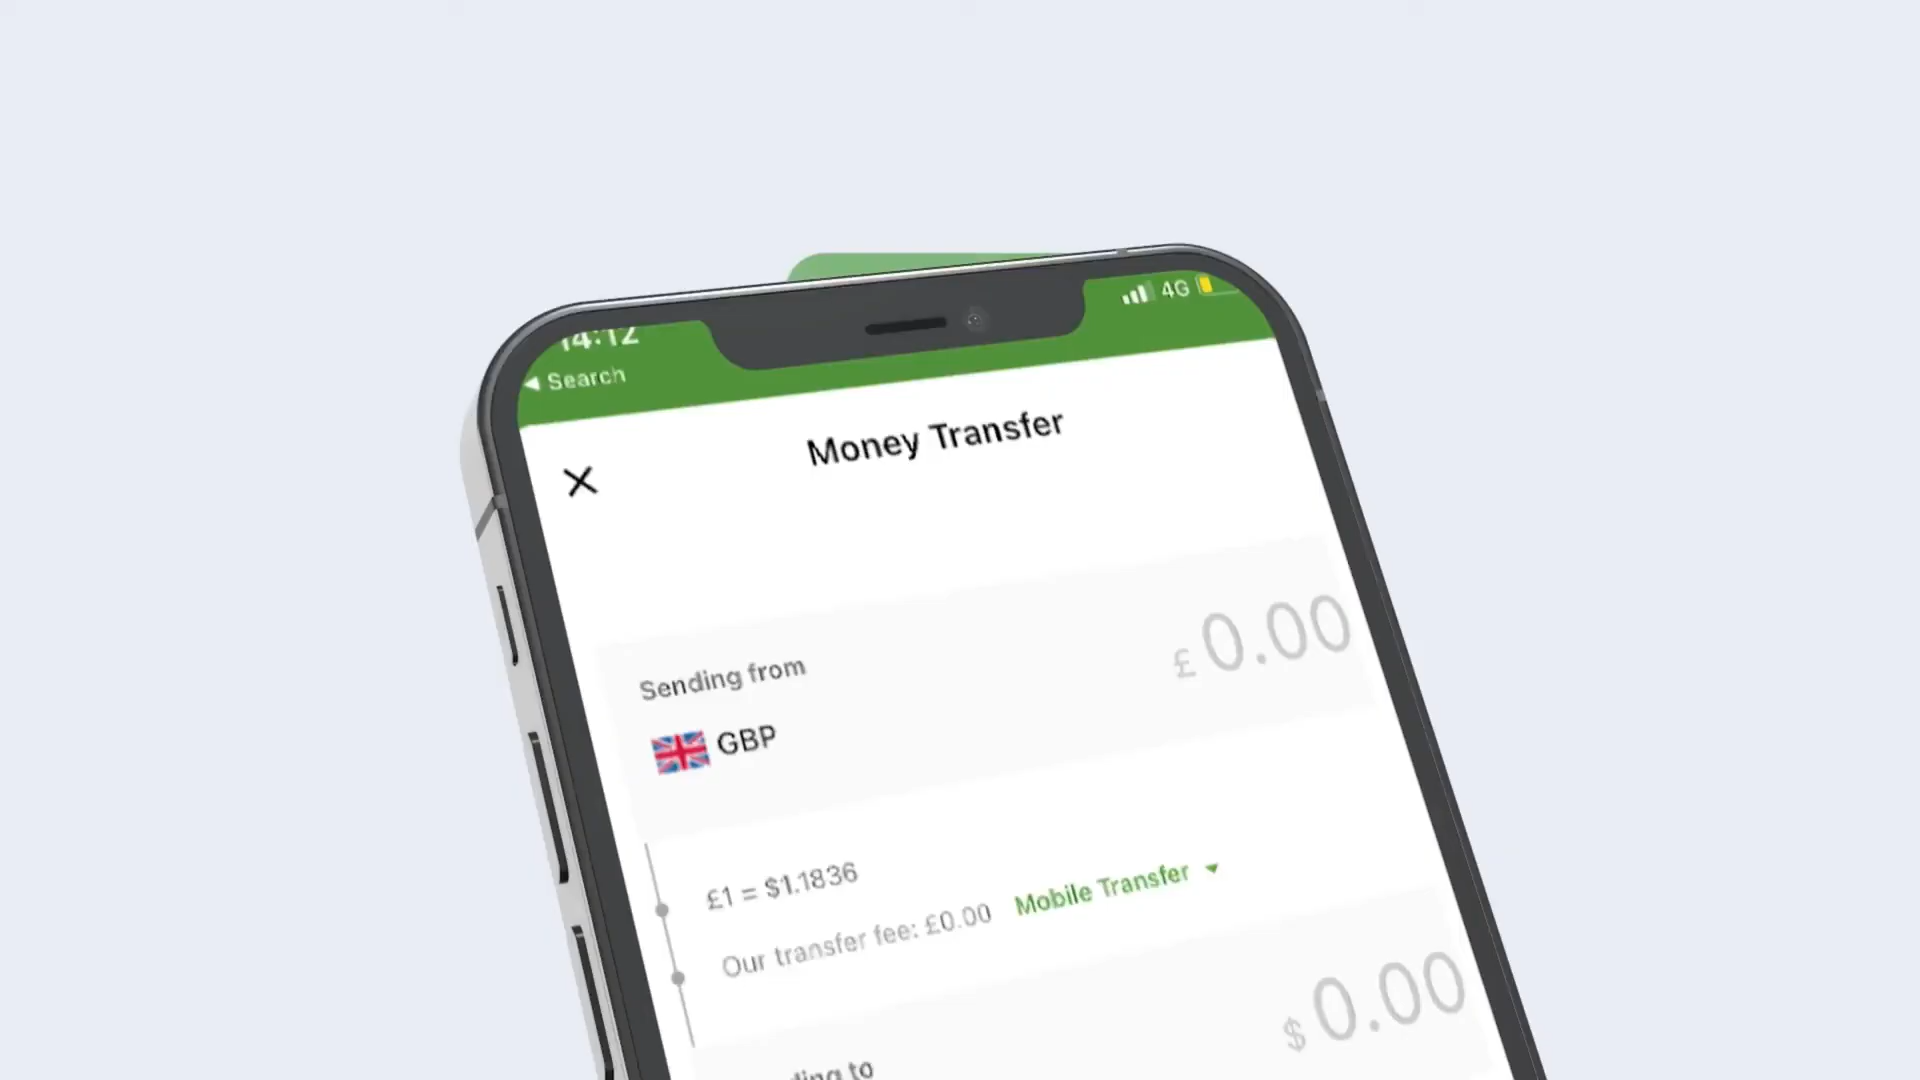 14:12
4G
Search
Money Transfer
Sending from
£0.00
GBP
£1 = $1.1836
Our transfer fee: £0.00 Mobile Transfer
$0.00
to